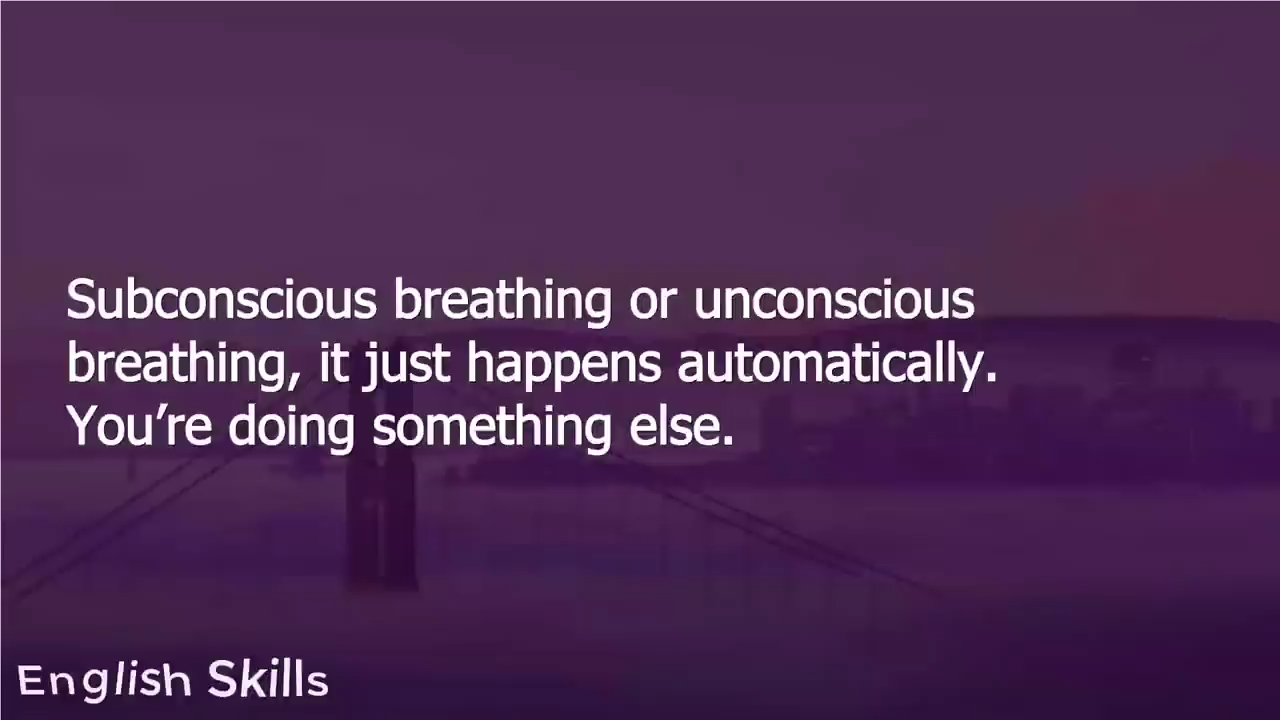 Subconscious breathing or unconscious
breathing, it just happens automatically.
You’re doing something else.
English Skills